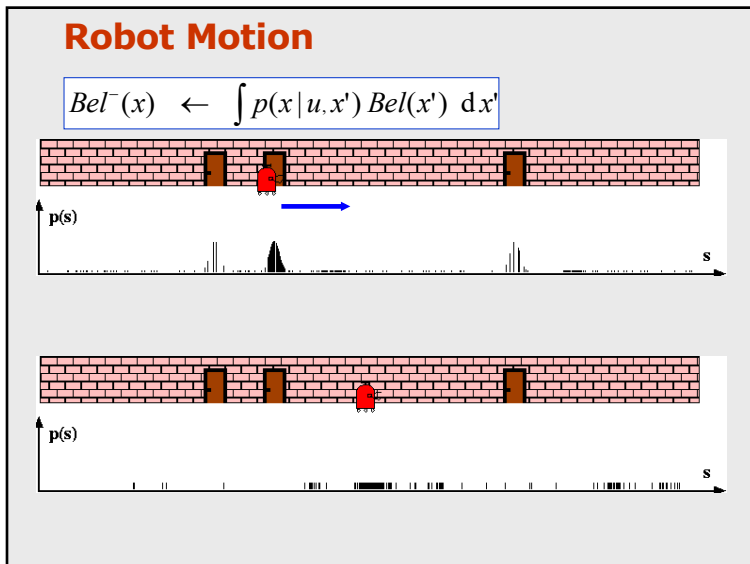 Robot Motion
Bel⁻(x) ← ∫ p(x | u, x') Bel(x') dx'
p(s)
s
p(s)
s